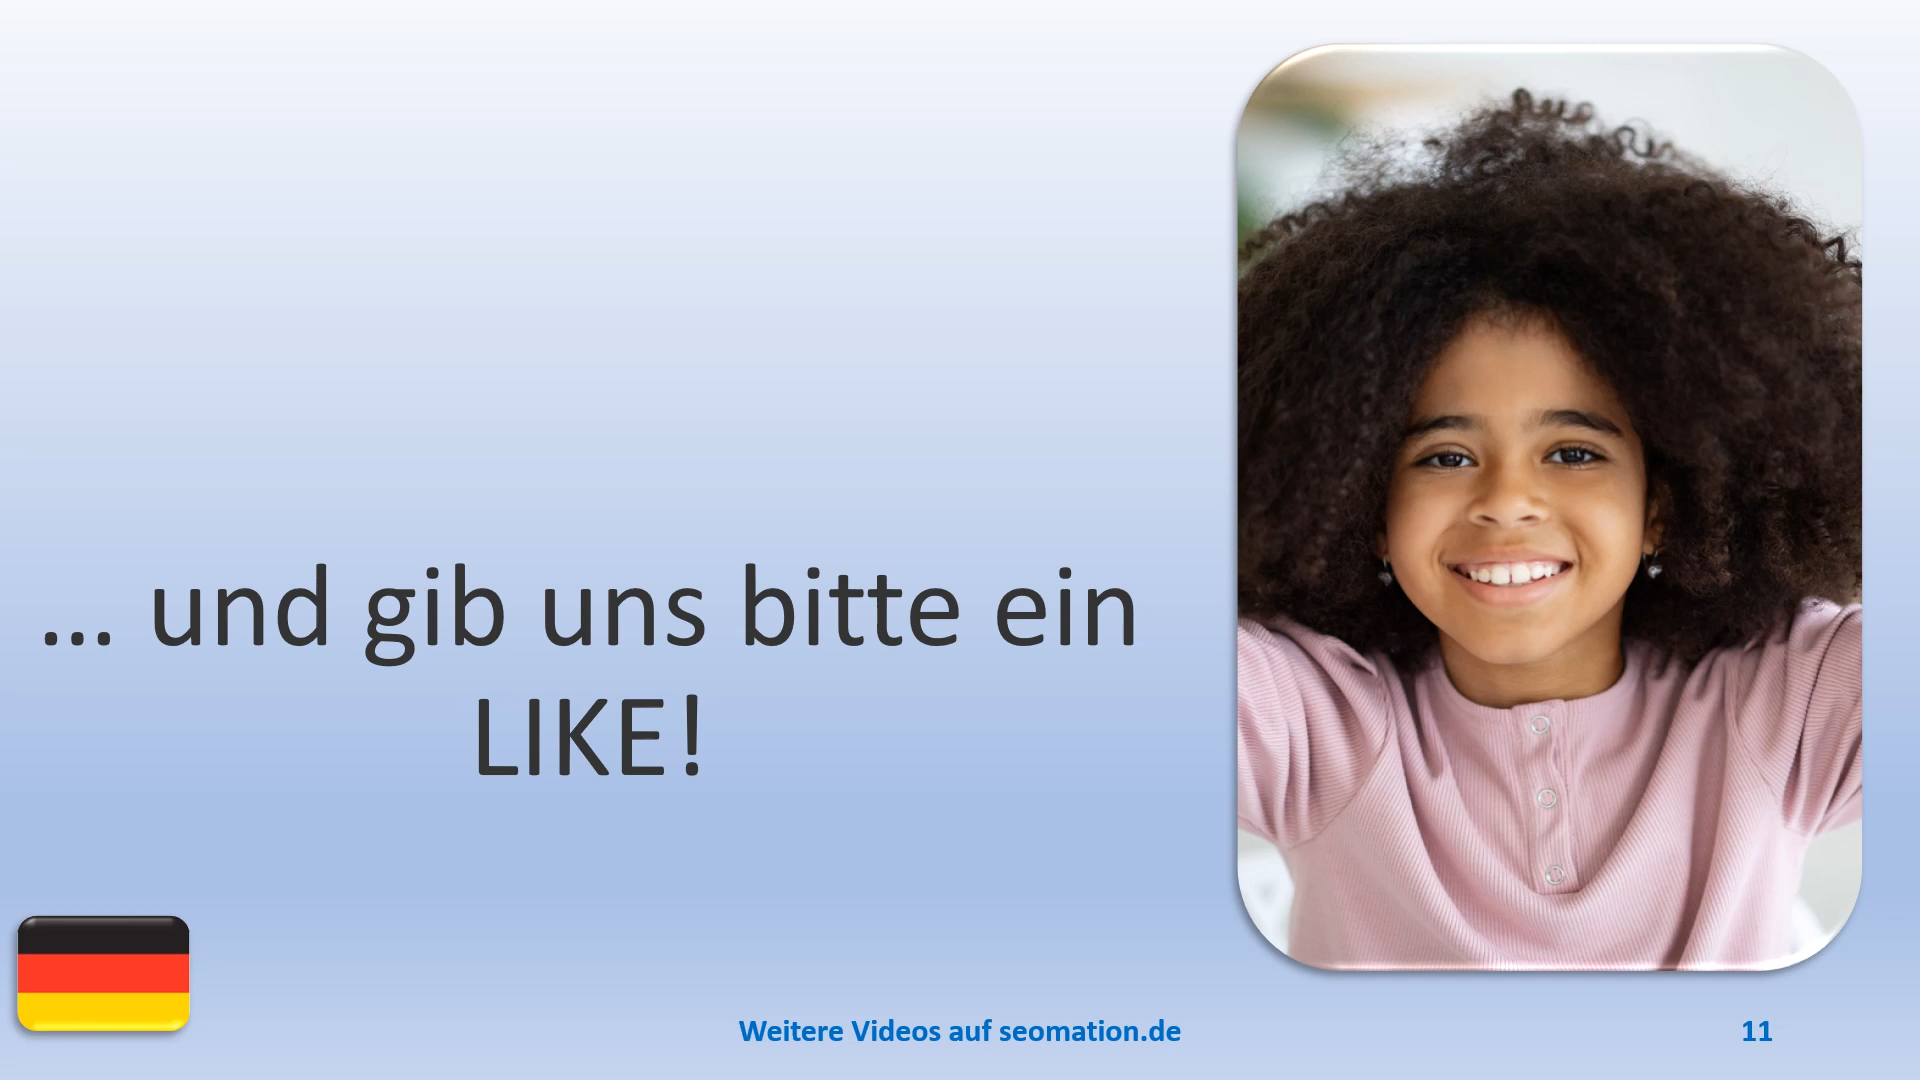 ... und gib uns bitte ein
LIKE!
Weitere Videos auf seomation.de
11